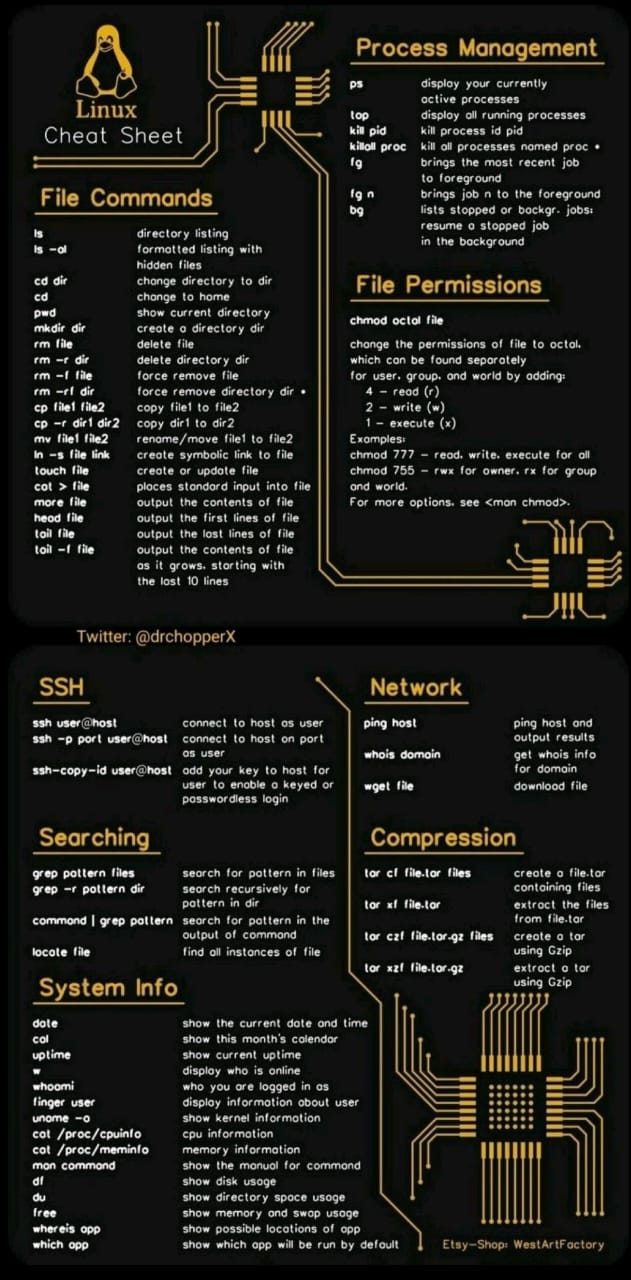 Linux
Cheat Sheet
File Commands
ls directory listing
ls -al formatted listing with
hidden files
cd dir change directory to dir
cd change to home
pwd show current directory
mkdir dir create a directory dir
rm file delete file
rm -r dir delete directory dir
rm -f file force remove file
rm -rf dir force remove directory dir *
cp file1 file2 copy file1 to file2
cp -r dir1 dir2 copy dir1 to dir2
mv file1 file2 rename/move file1 to file2
ln -s file link create symbolic link to file
touch file create or update file
cat > file places standard input into file
more file output the contents of file
head file output the first lines of file
tail file output the last lines of file
tail -f file output the contents of file
as it grows, starting with
the last 10 lines
Process Management
ps display your currently
active processes
top display all running processes
kill pid kill process id pid
killall proc kill all processes named proc *
fg brings the most recent job
to foreground
fg n brings job n to the foreground
bg lists stopped or backgr. jobs;
resume a stopped job
in the background
File Permissions
chmod octal file
change the permissions of file to octal,
which can be found separately
for user, group, and world by adding:
4 - read (r)
2 - write (w)
1 - execute (x)
Examples:
chmod 777 - read, write, execute for all
chmod 755 - rwx for owner, rx for group
and world.
For more options, see <man chmod>.
Twitter: @drchopperX
SSH
ssh user@host connect to host as user
ssh -p port user@host connect to host on port
as user
ssh-copy-id user@host add your key to host for
user to enable a keyed or
passwordless login
Searching
grep pattern files search for pattern in files
grep -r pattern dir search recursively for
pattern in dir
command | grep pattern search for pattern in the
output of command
locate file find all instances of file
System Info
date show the current date and time
cal show this month's calendar
uptime show current uptime
w display who is online
whoami who you are logged in as
finger user display information about user
uname -a show kernel information
cat /proc/cpuinfo cpu information
cat /proc/meminfo memory information
man command show the manual for command
df show disk usage
du show directory space usage
free show memory and swap usage
whereis app show possible locations of app
which app show which app will be run by default
Network
ping host ping host and
output results
whois domain get whois info
for domain
wget file download file
Compression
tar cf file.tar files create a file.tar
containing files
tar xf file.tar extract the files
from file.tar
tar czf file.tar.gz files create a tar
using Gzip
tar xzf file.tar.gz extract a tar
using Gzip
Etsy-Shop: WestArtFactory